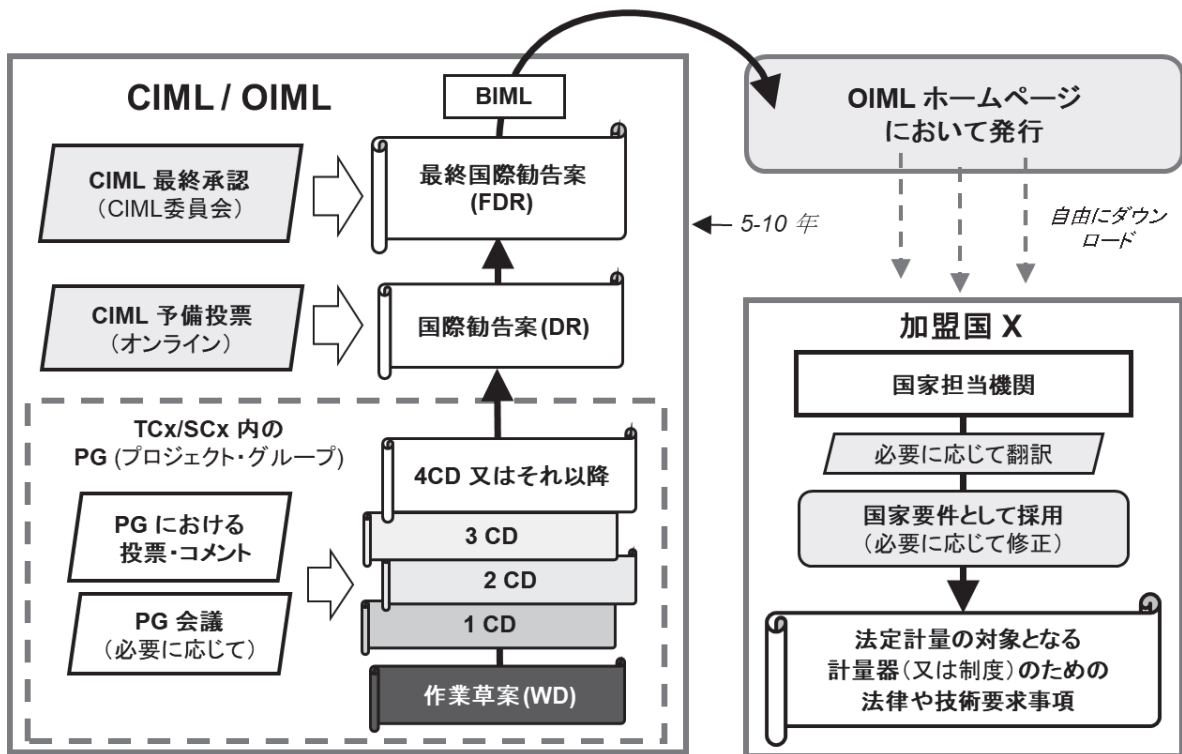 CIML / OIML
BIML
CIML 最終承認
（CIML委員会）
最終国際勧告案
(FDR)
CIML 予備投票
（オンライン）
国際勧告案 (DR)
TCx/SCx 内の
PG (プロジェクト・グループ)
PG における
投票・コメント
PG 会議
（必要に応じて）
4CD 又はそれ以降
3 CD
2 CD
1 CD
作業草案 (WD)
5-10 年
OIML ホームページ
において発行
自由にダウン
ロード
加盟国 X
国家担当機関
必要に応じて翻訳
国家要件として採用
（必要に応じて修正）
法定計量の対象となる
計量器（又は制度）のための
法律や技術要求事項